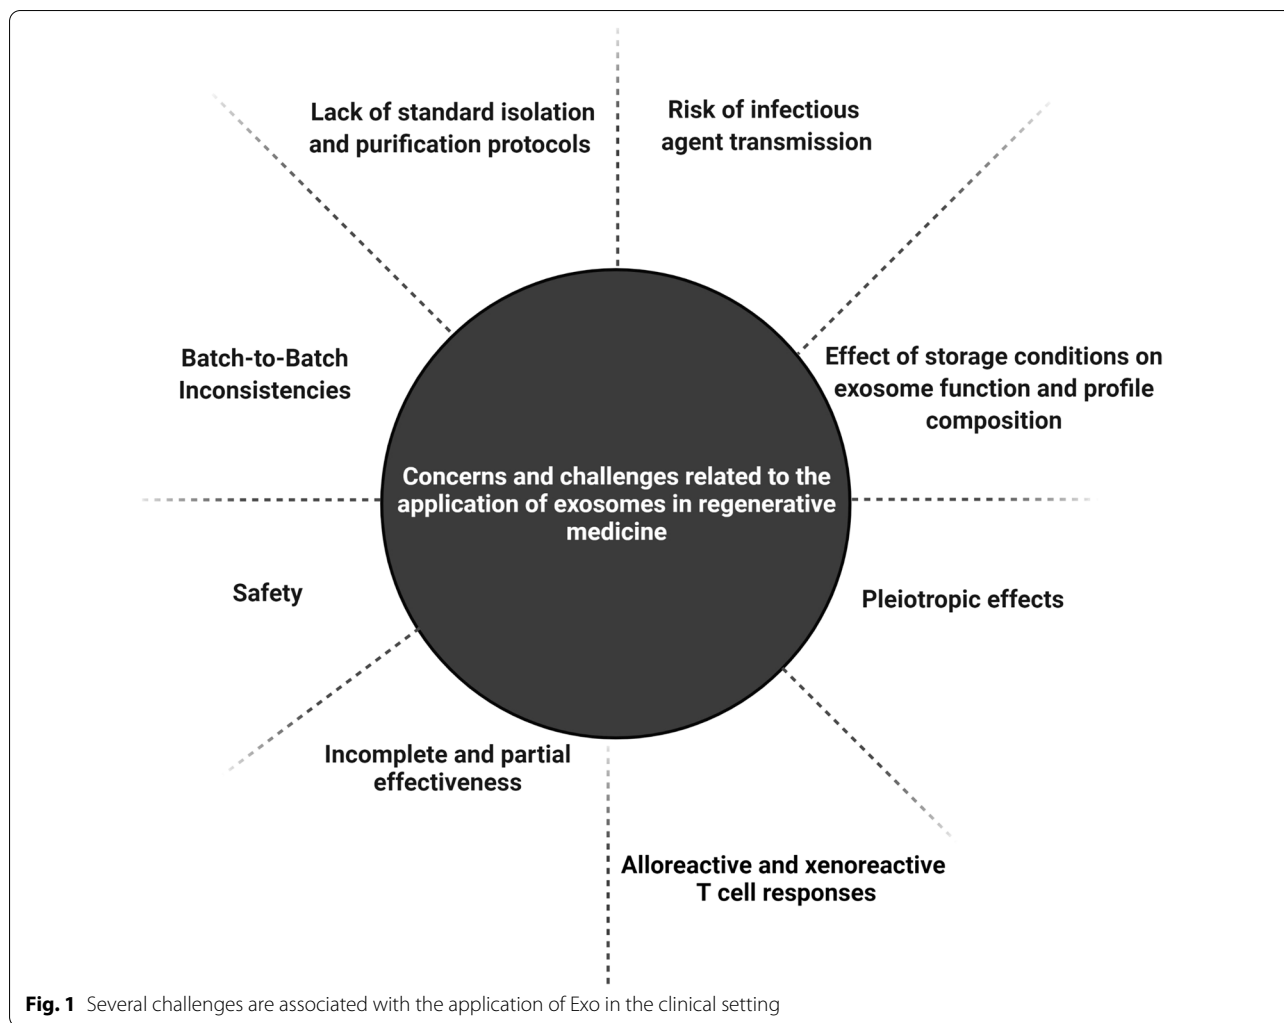 Lack of standard isolation
and purification protocols
Risk of infectious
agent transmission
Batch-to-Batch
Inconsistencies
Effect of storage conditions on
exosome function and profile
composition
Concerns and challenges related to the
application of exosomes in regenerative
medicine
Safety
Pleiotropic effects
Incomplete and partial
effectiveness
Alloreactive and xenoreactive
T cell responses
Fig. 1 Several challenges are associated with the application of Exo in the clinical setting